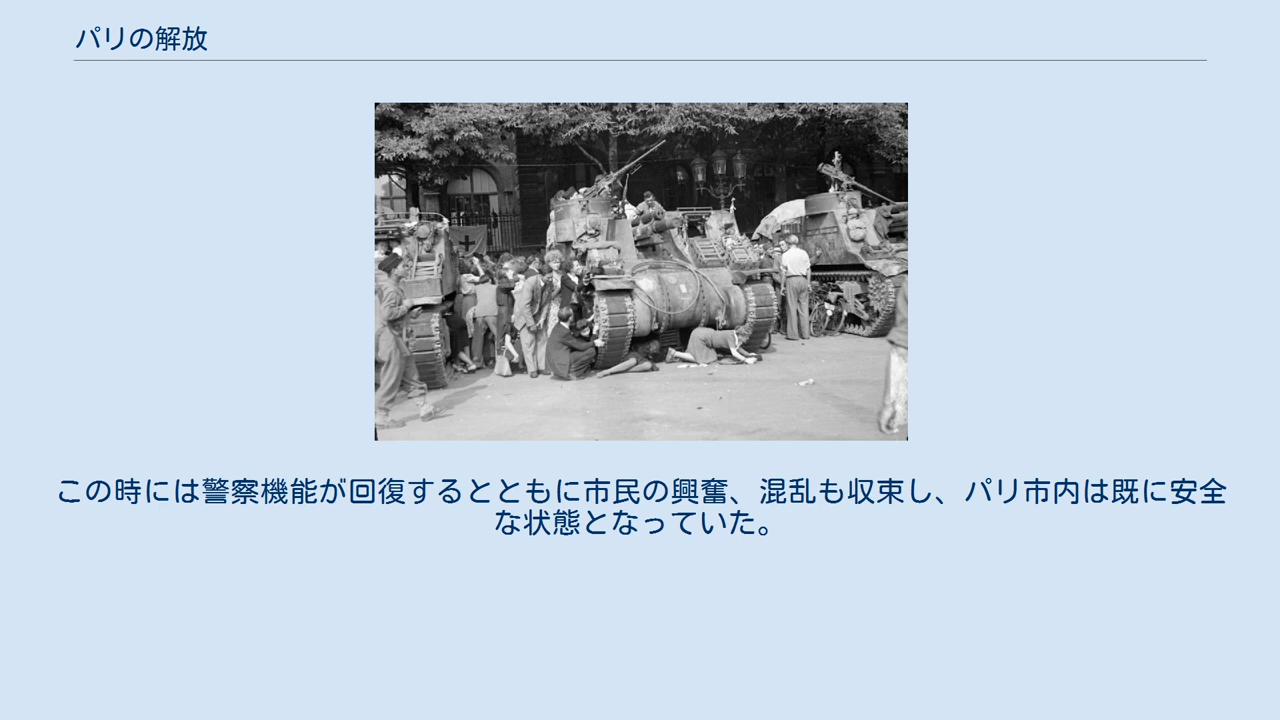 パリの解放
この時には警察機能が回復するとともに市民の興奮、混乱も収束し、パリ市内は既に安全
な状態となっていた。